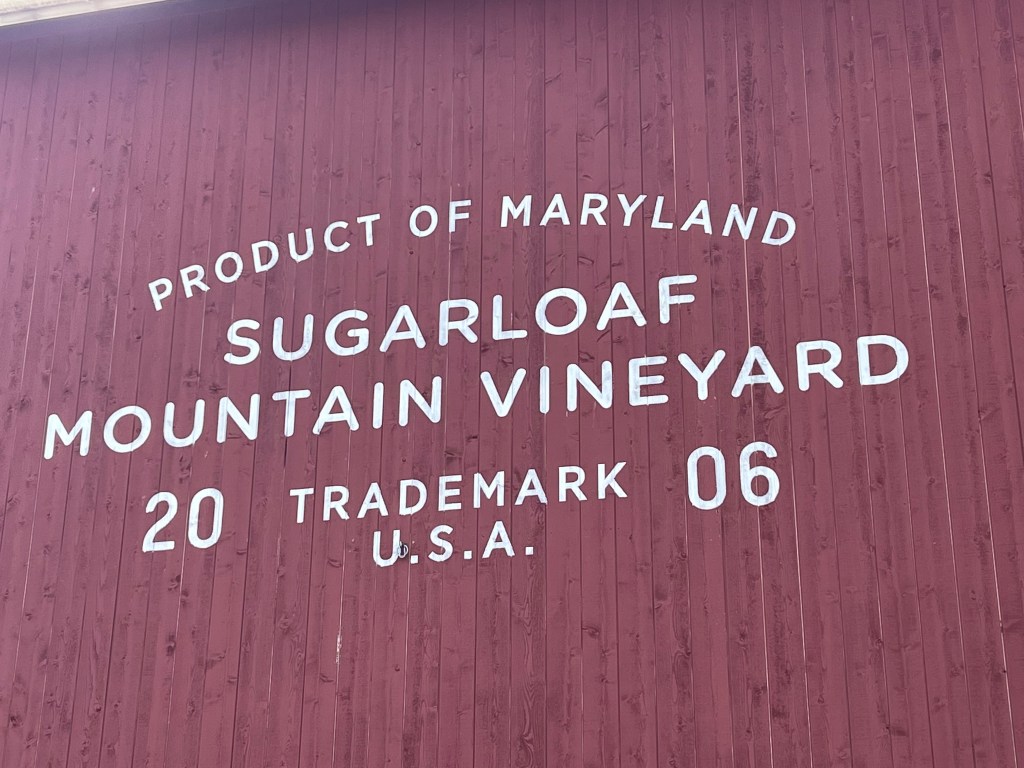 PRODUCT OF MARYLAND
SUGARLOAF
MOUNTAIN VINEYARD
20 TRADEMARK 06
U.S.A.